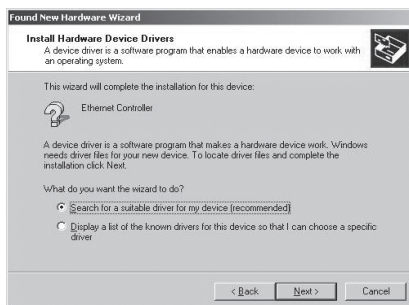 Found New Hardware Wizard
Install Hardware Device Drivers
A device driver is a software program that enables a hardware device to work with
an operating system.
This wizard will complete the installation for this device:
Ethernet Controller
A device driver is a software program that makes a hardware device work. Windows
needs driver files for your new device. To locate driver files and complete the
installation click Next.
What do you want the wizard to do?
Search for a suitable driver for my device (recommended)
Display a list of the known drivers for this device so that I can choose a specific
driver
< Back Next > Cancel